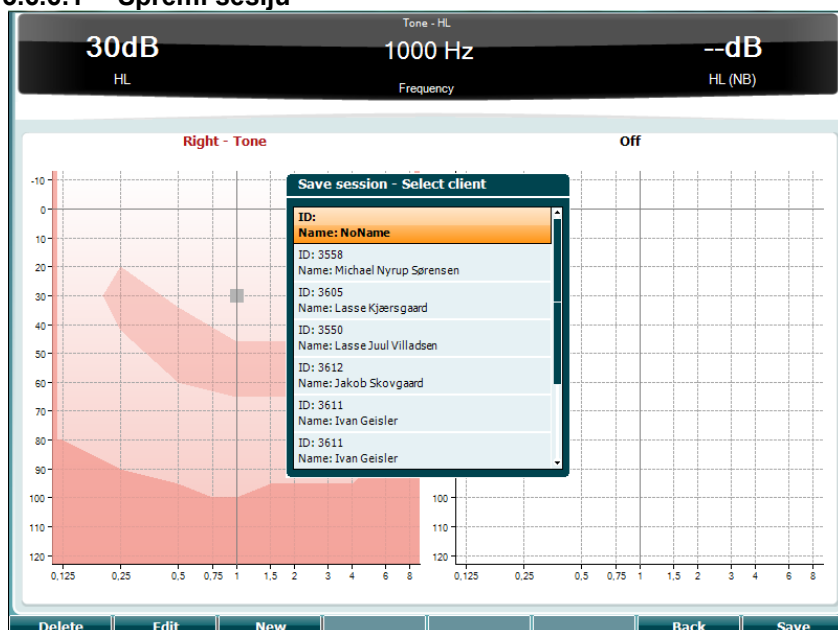 Spremi sesiju
Tone - HL
30dB
1000 Hz
--dB
HL
HL (NB)
Frequency
Right - Tone
Off
Save session - Select client
ID:
Name: NoName
ID: 3558
Name: Michael Nyrup Sørensen
ID: 3605
Name: Lasse Kjærsgaard
ID: 3550
Name: Lasse Juul Villadsen
ID: 3612
Name: Jakob Skovgaard
ID: 3611
Name: Ivan Geisler
ID: 3611
Name: Ivan Geisler
-10
0
10
20
30
40
50
60
70
80
90
100
110
120
100
110
120
0,125 0,25 0,5 0,75 1 1,5 2 3 4 6 8
0,125 0,25 0,5 0,75 1 1,5 2 3 4 6 8
Delete Edit New Back Save